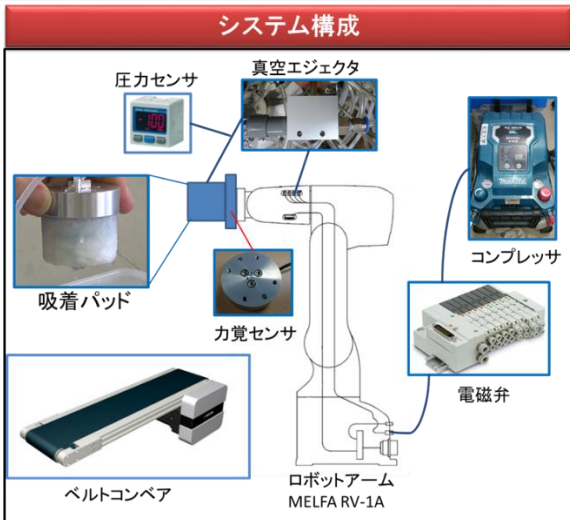 システム構成
圧力センサ
真空エジェクタ
-100
makita
コンプレッサ
吸着パッド
力覚センサ
電磁弁
ベルトコンベア
ロボットアーム
MELFA RV-1A